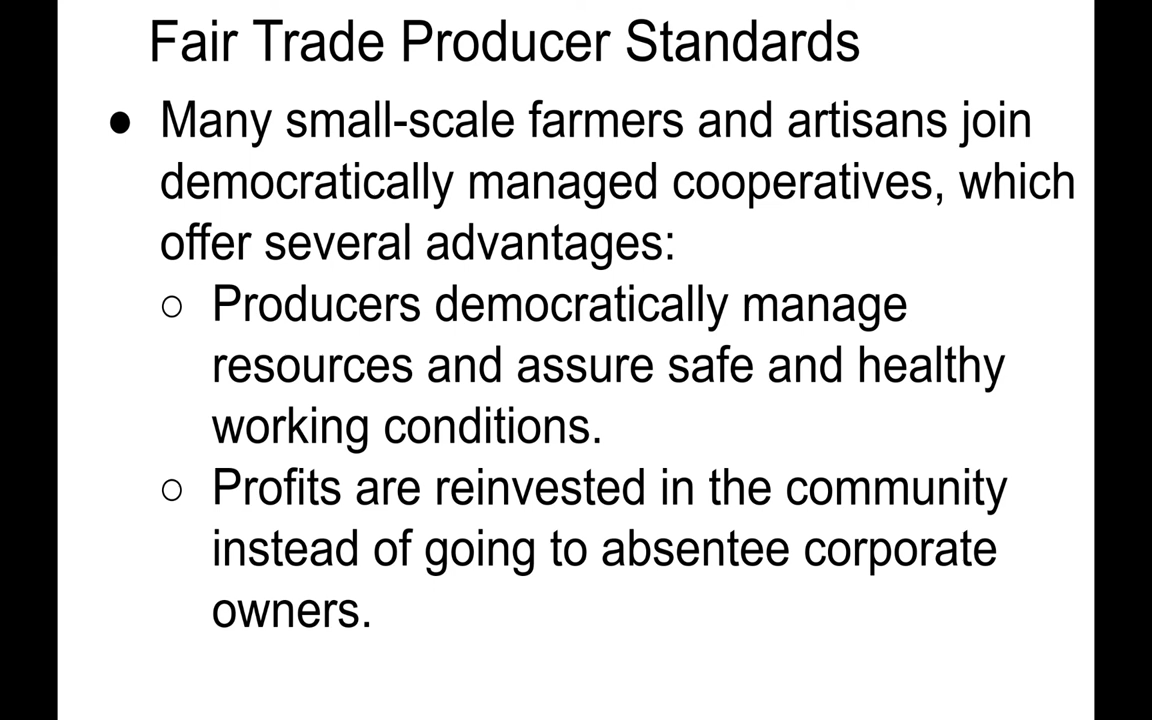 Fair Trade Producer Standards
● Many small-scale farmers and artisans join
democratically managed cooperatives, which
offer several advantages:
○ Producers democratically manage
resources and assure safe and healthy
working conditions.
○ Profits are reinvested in the community
instead of going to absentee corporate
owners.